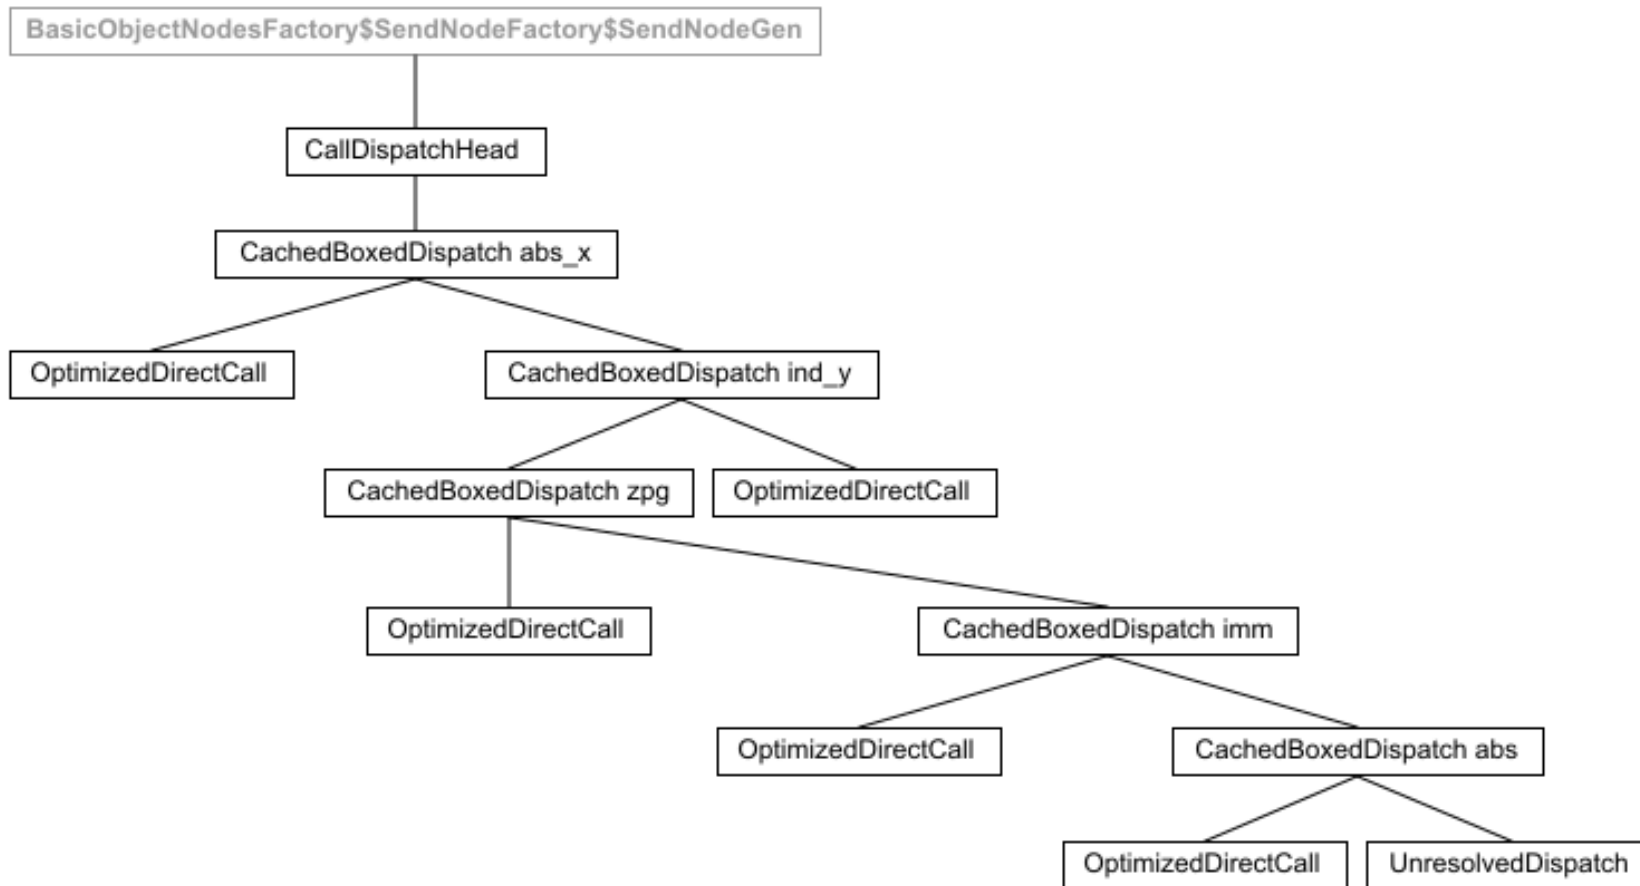 BasicObjectNodesFactory$SendNodeFactory$SendNodeGen
CallDispatchHead
CachedBoxedDispatch abs_x
OptimizedDirectCall
CachedBoxedDispatch ind_y
CachedBoxedDispatch zpg
OptimizedDirectCall
OptimizedDirectCall
CachedBoxedDispatch imm
OptimizedDirectCall
CachedBoxedDispatch abs
OptimizedDirectCall
UnresolvedDispatch